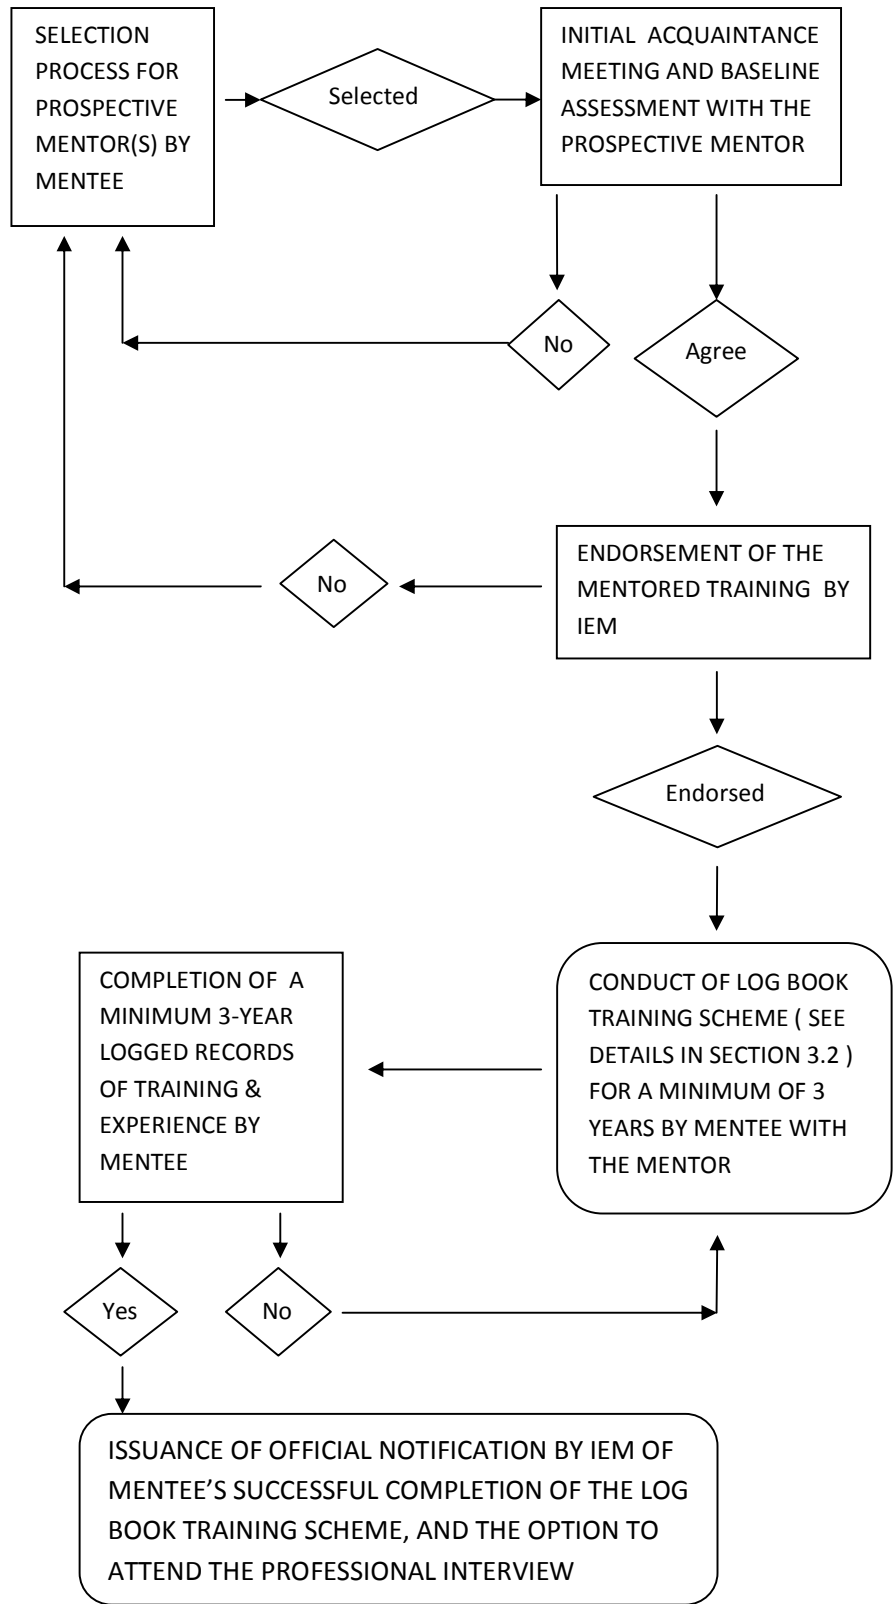 SELECTION
PROCESS FOR
PROSPECTIVE
MENTOR(S) BY
MENTEE
Selected
INITIAL ACQUAINTANCE
MEETING AND BASELINE
ASSESSMENT WITH THE
PROSPECTIVE MENTOR
No
Agree
ENDORSEMENT OF THE
MENTORED TRAINING BY
IEM
No
Endorsed
CONDUCT OF LOG BOOK
TRAINING SCHEME ( SEE
DETAILS IN SECTION 3.2 )
FOR A MINIMUM OF 3
YEARS BY MENTEE WITH
THE MENTOR
COMPLETION OF A
MINIMUM 3-YEAR
LOGGED RECORDS
OF TRAINING &
EXPERIENCE BY
MENTEE
Yes
No
ISSUANCE OF OFFICIAL NOTIFICATION BY IEM OF
MENTEE’S SUCCESSFUL COMPLETION OF THE LOG
BOOK TRAINING SCHEME, AND THE OPTION TO
ATTEND THE PROFESSIONAL INTERVIEW